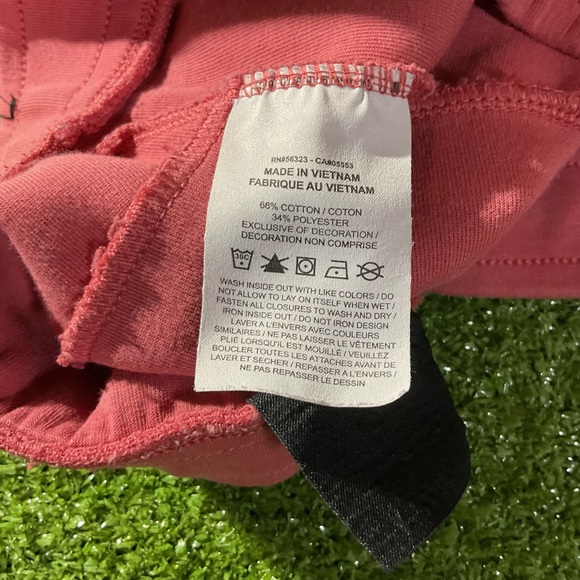 RN#56323 - CA#05553
MADE IN VIETNAM
FABRIQUE AU VIETNAM
66% COTTON / COTON
34% POLYESTER
EXCLUSIVE OF DECORATION /
DECORATION NON COMPRISE
30C
WASH INSIDE OUT WITH LIKE COLORS / DO
NOT ALLOW TO LAY ON ITSELF WHEN WET /
FASTEN ALL CLOSURES TO WASH AND DRY /
IRON INSIDE OUT / DO NOT IRON DESIGN
LAVER A L'ENVERS AVEC COULEURS
SIMILAIRES / NE PAS LAISSER LE VÊTEMENT
PLIÉ LORSQU'IL EST MOUILLÉ / VEUILLEZ
BOUCLER TOUTES LES ATTACHES AVANT DE
LAVER ET SECHER / REPASSER A L'ENVERS /
NE PAS REPASSER LE DESSIN